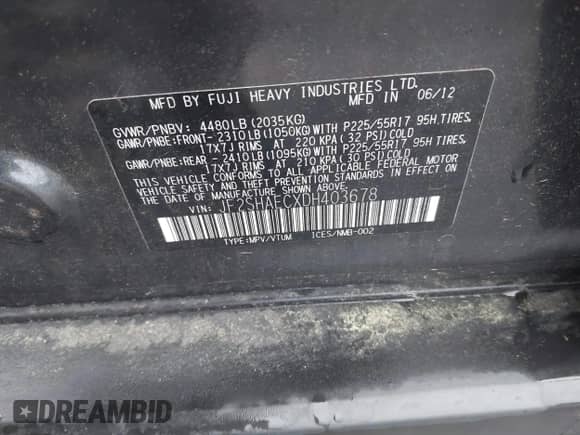 MFD BY FUJI HEAVY INDUSTRIES LTD.
MFD IN 06/12
GVWR/PNBV: 4480LB (2035KG)
GAWR/PNBE:FRONT- 2310LB(1050KG)WITH P225/55R17 95H TIRES,
17X7J RIMS AT 220 KPA(32 PSI)COLD
GAWR/PNBE:REAR - 2410LB(1095KG)WITH P225/55R17 95H TIRES,
17X7J RIMS AT 210 KPA(30 PSI)COLD
THIS VEHICLE CONFORMS TO ALL APPLICABLE FEDERAL MOTOR
VEHICLE SAFETY, BUMPER AND THEFT PREVENTION STANDARDS IN EFFECT ON
THE DATE OF MANUFACTURE SHOWN ABOVE.
VIN: JF2SHAECXDH403678
TYPE:MPV/VTUM ICES/NMB-002
DREAMBID